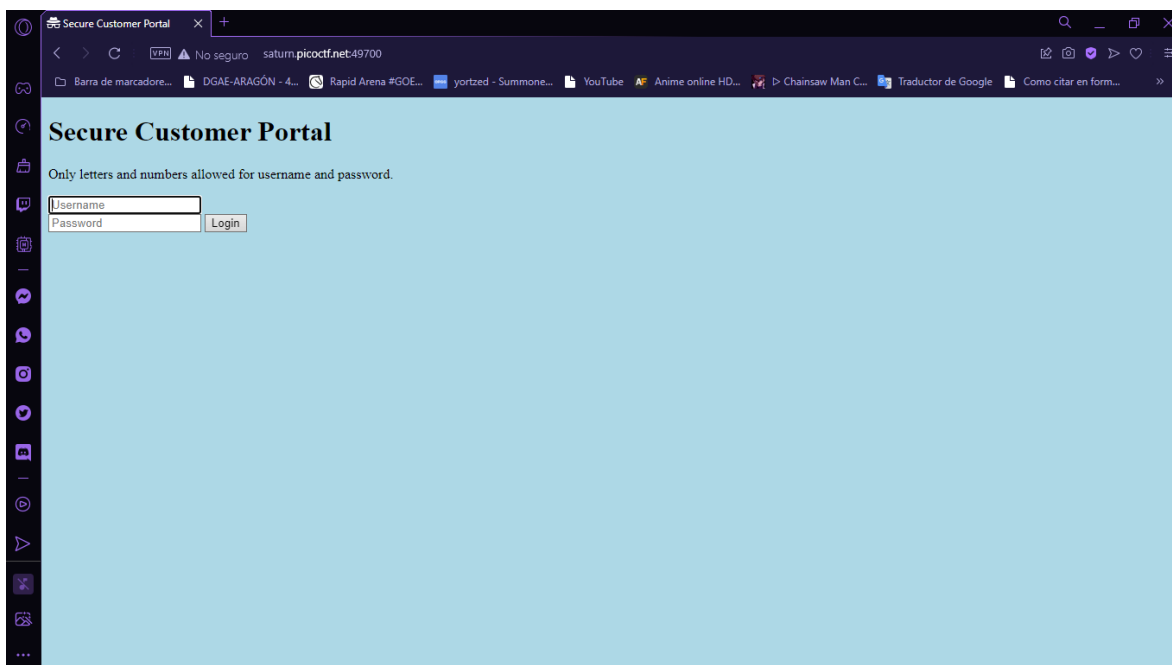 Secure Customer Portal
VPN No seguro saturn.picoctf.net:49700
Barra de marcadore... DGAE-ARAGÓN - 4... Rapid Arena #GOE... yortzed - Summone... YouTube AF Anime online HD... ▷ Chainsaw Man C... Traductor de Google Como citar en form... »
Secure Customer Portal
Only letters and numbers allowed for username and password.
Username
Password Login